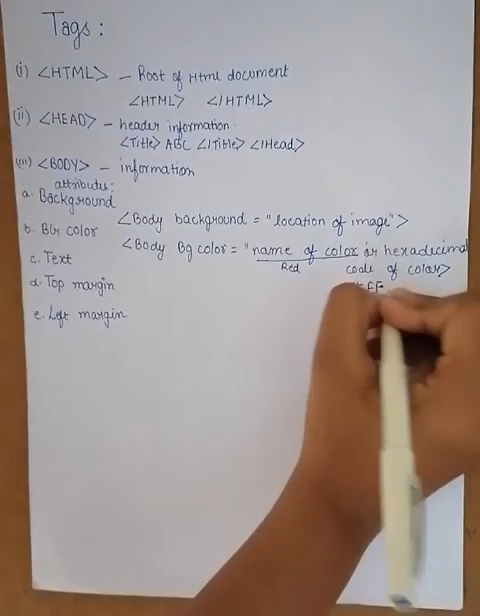 Tags :
(i) <HTML> - Root of Html document
<HTML> </HTML>
(ii) <HEAD> - header information.
<Title> ABC </Title> </Head>
(iii) <BODY> - information
attributes:
a. Background
<Body background = "location of image">
b. BG color
<Body Bg color = "name of color or hexadecimal
Red
code of color>
c. Text
FF
d. Top margin
e. Left margin